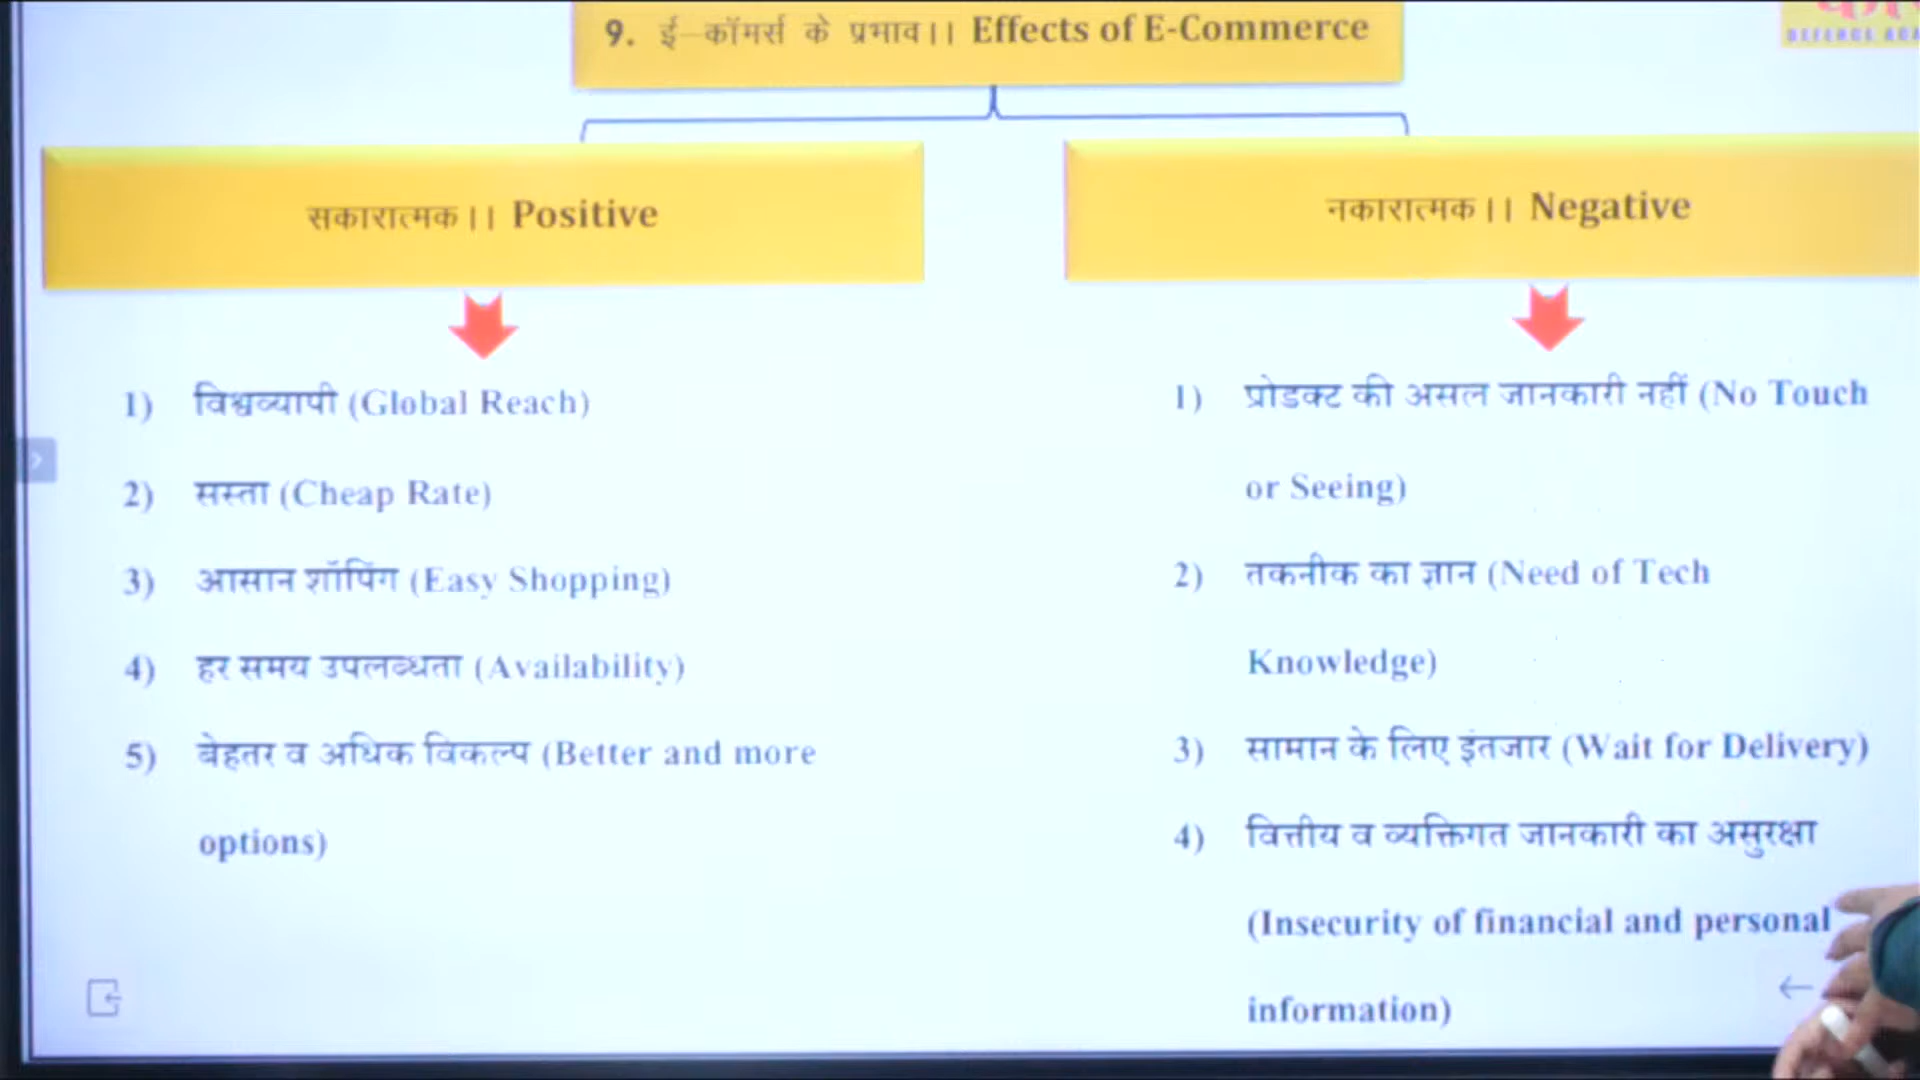 9. ई-कॉमर्स के प्रभाव।। Effects of E-Commerce
सकारात्मक।। Positive
1) विश्वव्यापी (Global Reach)
2) सस्ता (Cheap Rate)
3) आसान शॉपिंग (Easy Shopping)
4) हर समय उपलब्धता (Availability)
5) बेहतर व अधिक विकल्प (Better and more
options)
नकारात्मक।। Negative
1) प्रोडक्ट की असल जानकारी नहीं (No Touch
or Seeing)
2) तकनीक का ज्ञान (Need of Tech
Knowledge)
3) सामान के लिए इंतजार (Wait for Delivery)
4) वित्तीय व व्यक्तिगत जानकारी का असुरक्षा
(Insecurity of financial and personal
information)